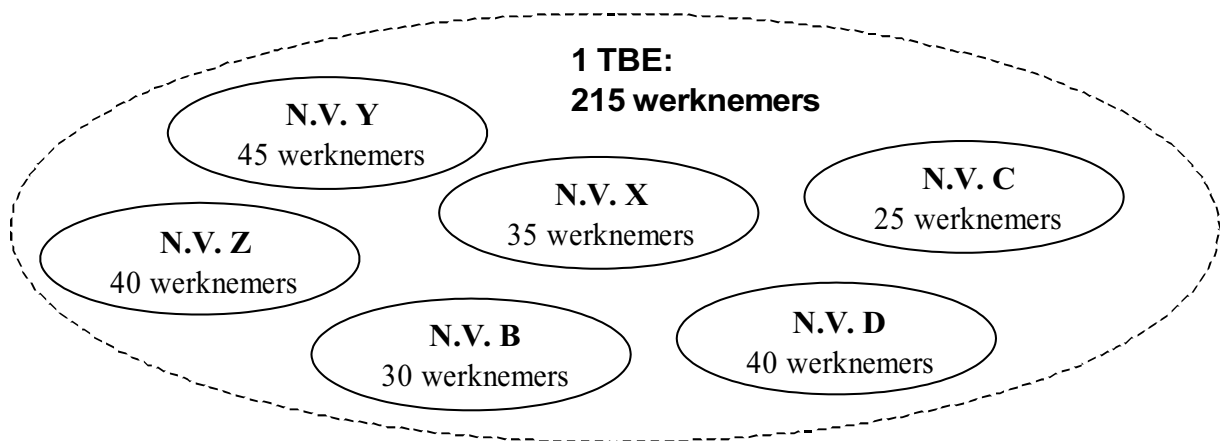 1 TBE:
215 werknemers
N.V. Y
45 werknemers
N.V. X
35 werknemers
N.V. C
25 werknemers
N.V. Z
40 werknemers
N.V. B
30 werknemers
N.V. D
40 werknemers